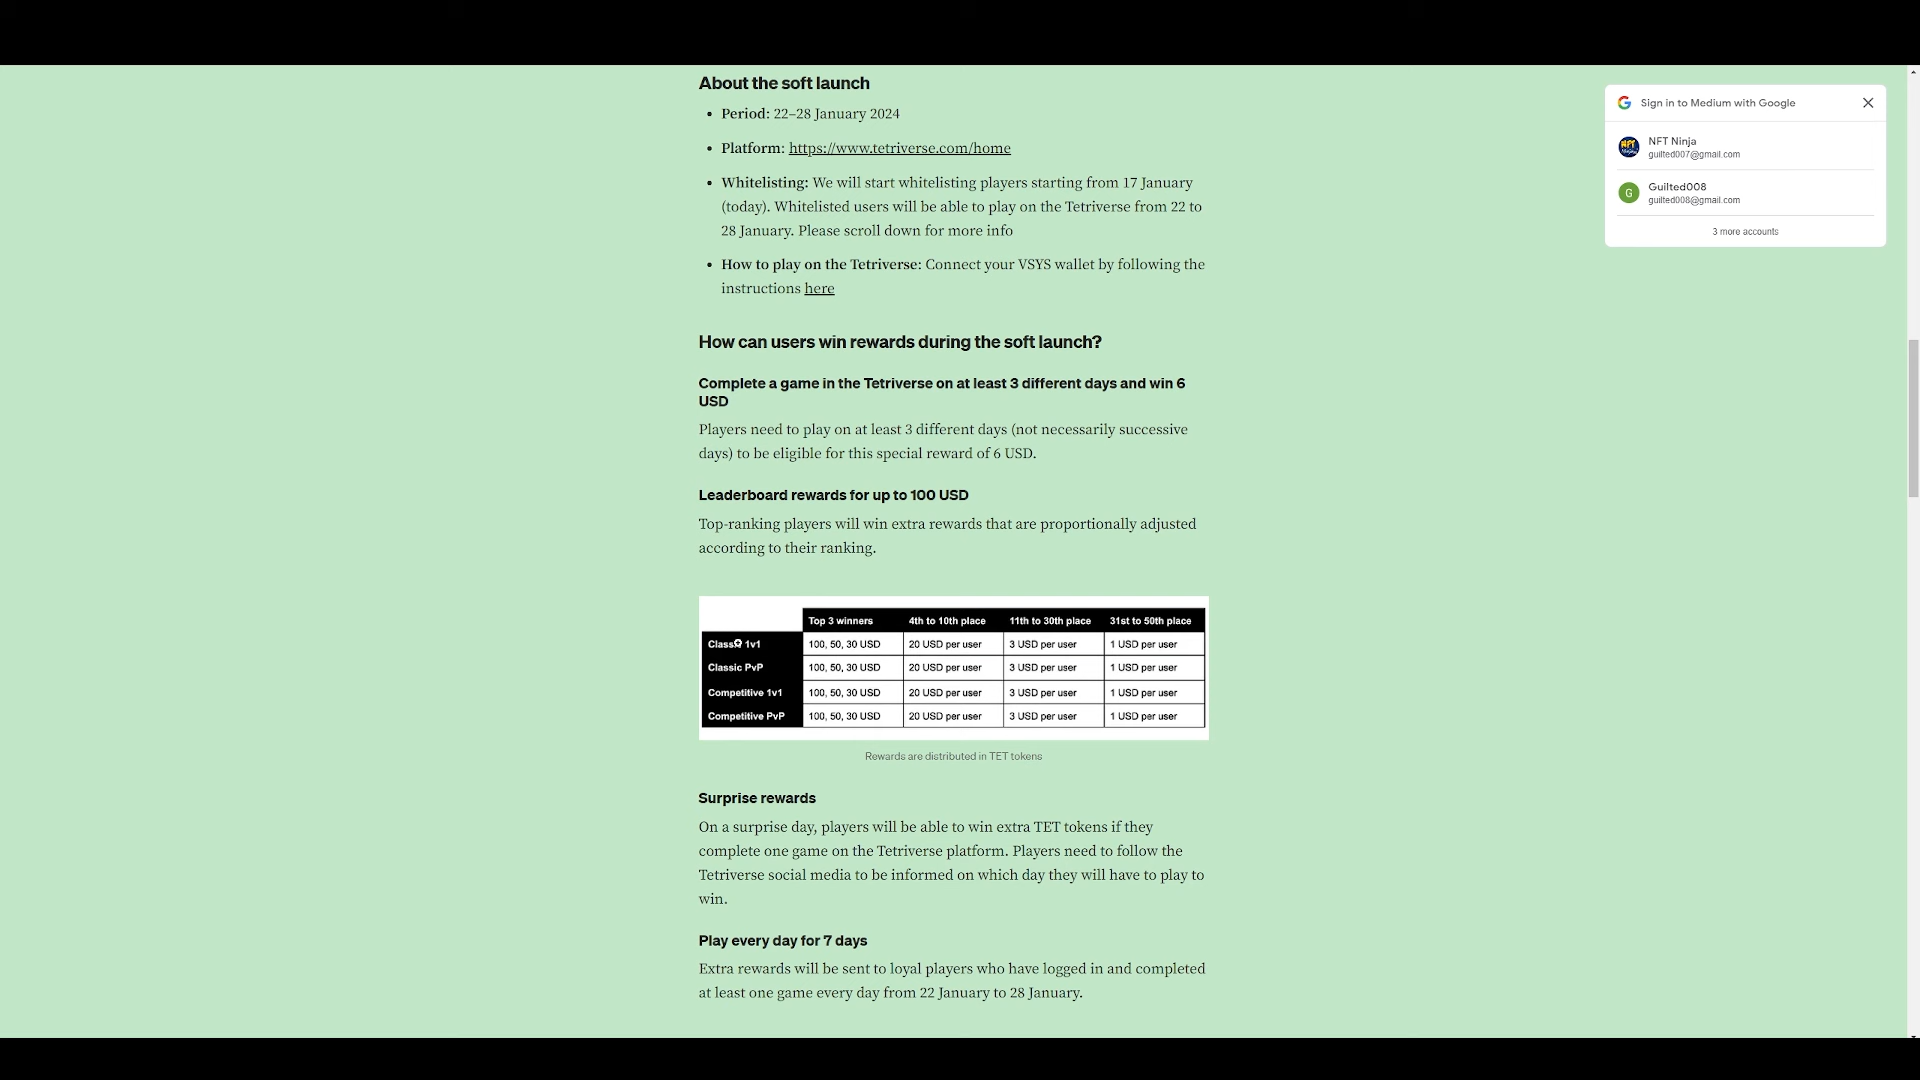 About the soft launch
• Period: 22–28 January 2024
• Platform: https://www.tetriverse.com/home
• Whitelisting: We will start whitelisting players starting from 17 January
(today). Whitelisted users will be able to play on the Tetriverse from 22 to
28 January. Please scroll down for more info
• How to play on the Tetriverse: Connect your VSYS wallet by following the
instructions here
How can users win rewards during the soft launch?
Complete a game in the Tetriverse on at least 3 different days and win 6
USD
Players need to play on at least 3 different days (not necessarily successive
days) to be eligible for this special reward of 6 USD.
Leaderboard rewards for up to 100 USD
Top-ranking players will win extra rewards that are proportionally adjusted
according to their ranking.
Top 3 winners 4th to 10th place 11th to 30th place 31st to 50th place
Classic 1v1 100, 50, 30 USD 20 USD per user 3 USD per user 1 USD per user
Classic PvP 100, 50, 30 USD 20 USD per user 3 USD per user 1 USD per user
Competitive 1v1 100, 50, 30 USD 20 USD per user 3 USD per user 1 USD per user
Competitive PvP 100, 50, 30 USD 20 USD per user 3 USD per user 1 USD per user
Rewards are distributed in TET tokens
Surprise rewards
On a surprise day, players will be able to win extra TET tokens if they
complete one game on the Tetriverse platform. Players need to follow the
Tetriverse social media to be informed on which day they will have to play to
win.
Play every day for 7 days
Extra rewards will be sent to loyal players who have logged in and completed
at least one game every day from 22 January to 28 January.
Sign in to Medium with Google
NFT Ninja
guilted007@gmail.com
G
Guilted008
guilted008@gmail.com
3 more accounts